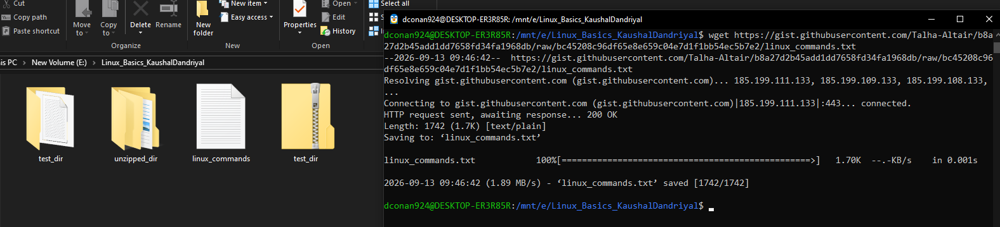 Cut
Copy path
Paste shortcut
Move to
Copy to
Delete
Rename
Organize
New folder
New item
Easy access
New
Properties
Open
Edit
History
Open
Select all
is PC > New Volume (E:) > Linux_Basics_KaushalDandriyal
test_dir
unzipped_dir
linux_commands
test_dir
dconan924@DESKTOP-ER3R85R: /mnt/e/Linux_Basics_KaushalDandriyal
dconan924@DESKTOP-ER3R85R:/mnt/e/Linux_Basics_KaushalDandriyal$ wget https://gist.githubusercontent.com/Talha-Altair/b8a
27d2b45add1dd7658fd34fa1968db/raw/bc45208c96df65e8e659c04e7d1f1bb54ec5b7e2/linux_commands.txt
--2026-09-13 09:46:42--  https://gist.githubusercontent.com/Talha-Altair/b8a27d2b45add1dd7658fd34fa1968db/raw/bc45208c96
df65e8e659c04e7d1f1bb54ec5b7e2/linux_commands.txt
Resolving gist.githubusercontent.com (gist.githubusercontent.com)... 185.199.111.133, 185.199.109.133, 185.199.108.133,
...
Connecting to gist.githubusercontent.com (gist.githubusercontent.com)|185.199.111.133|:443... connected.
HTTP request sent, awaiting response... 200 OK
Length: 1742 (1.7K) [text/plain]
Saving to: ‘linux_commands.txt’
linux_commands.txt 100%[=================================================>] 1.70K --.-KB/s in 0.001s
2026-09-13 09:46:42 (1.89 MB/s) - ‘linux_commands.txt’ saved [1742/1742]
dconan924@DESKTOP-ER3R85R:/mnt/e/Linux_Basics_KaushalDandriyal$